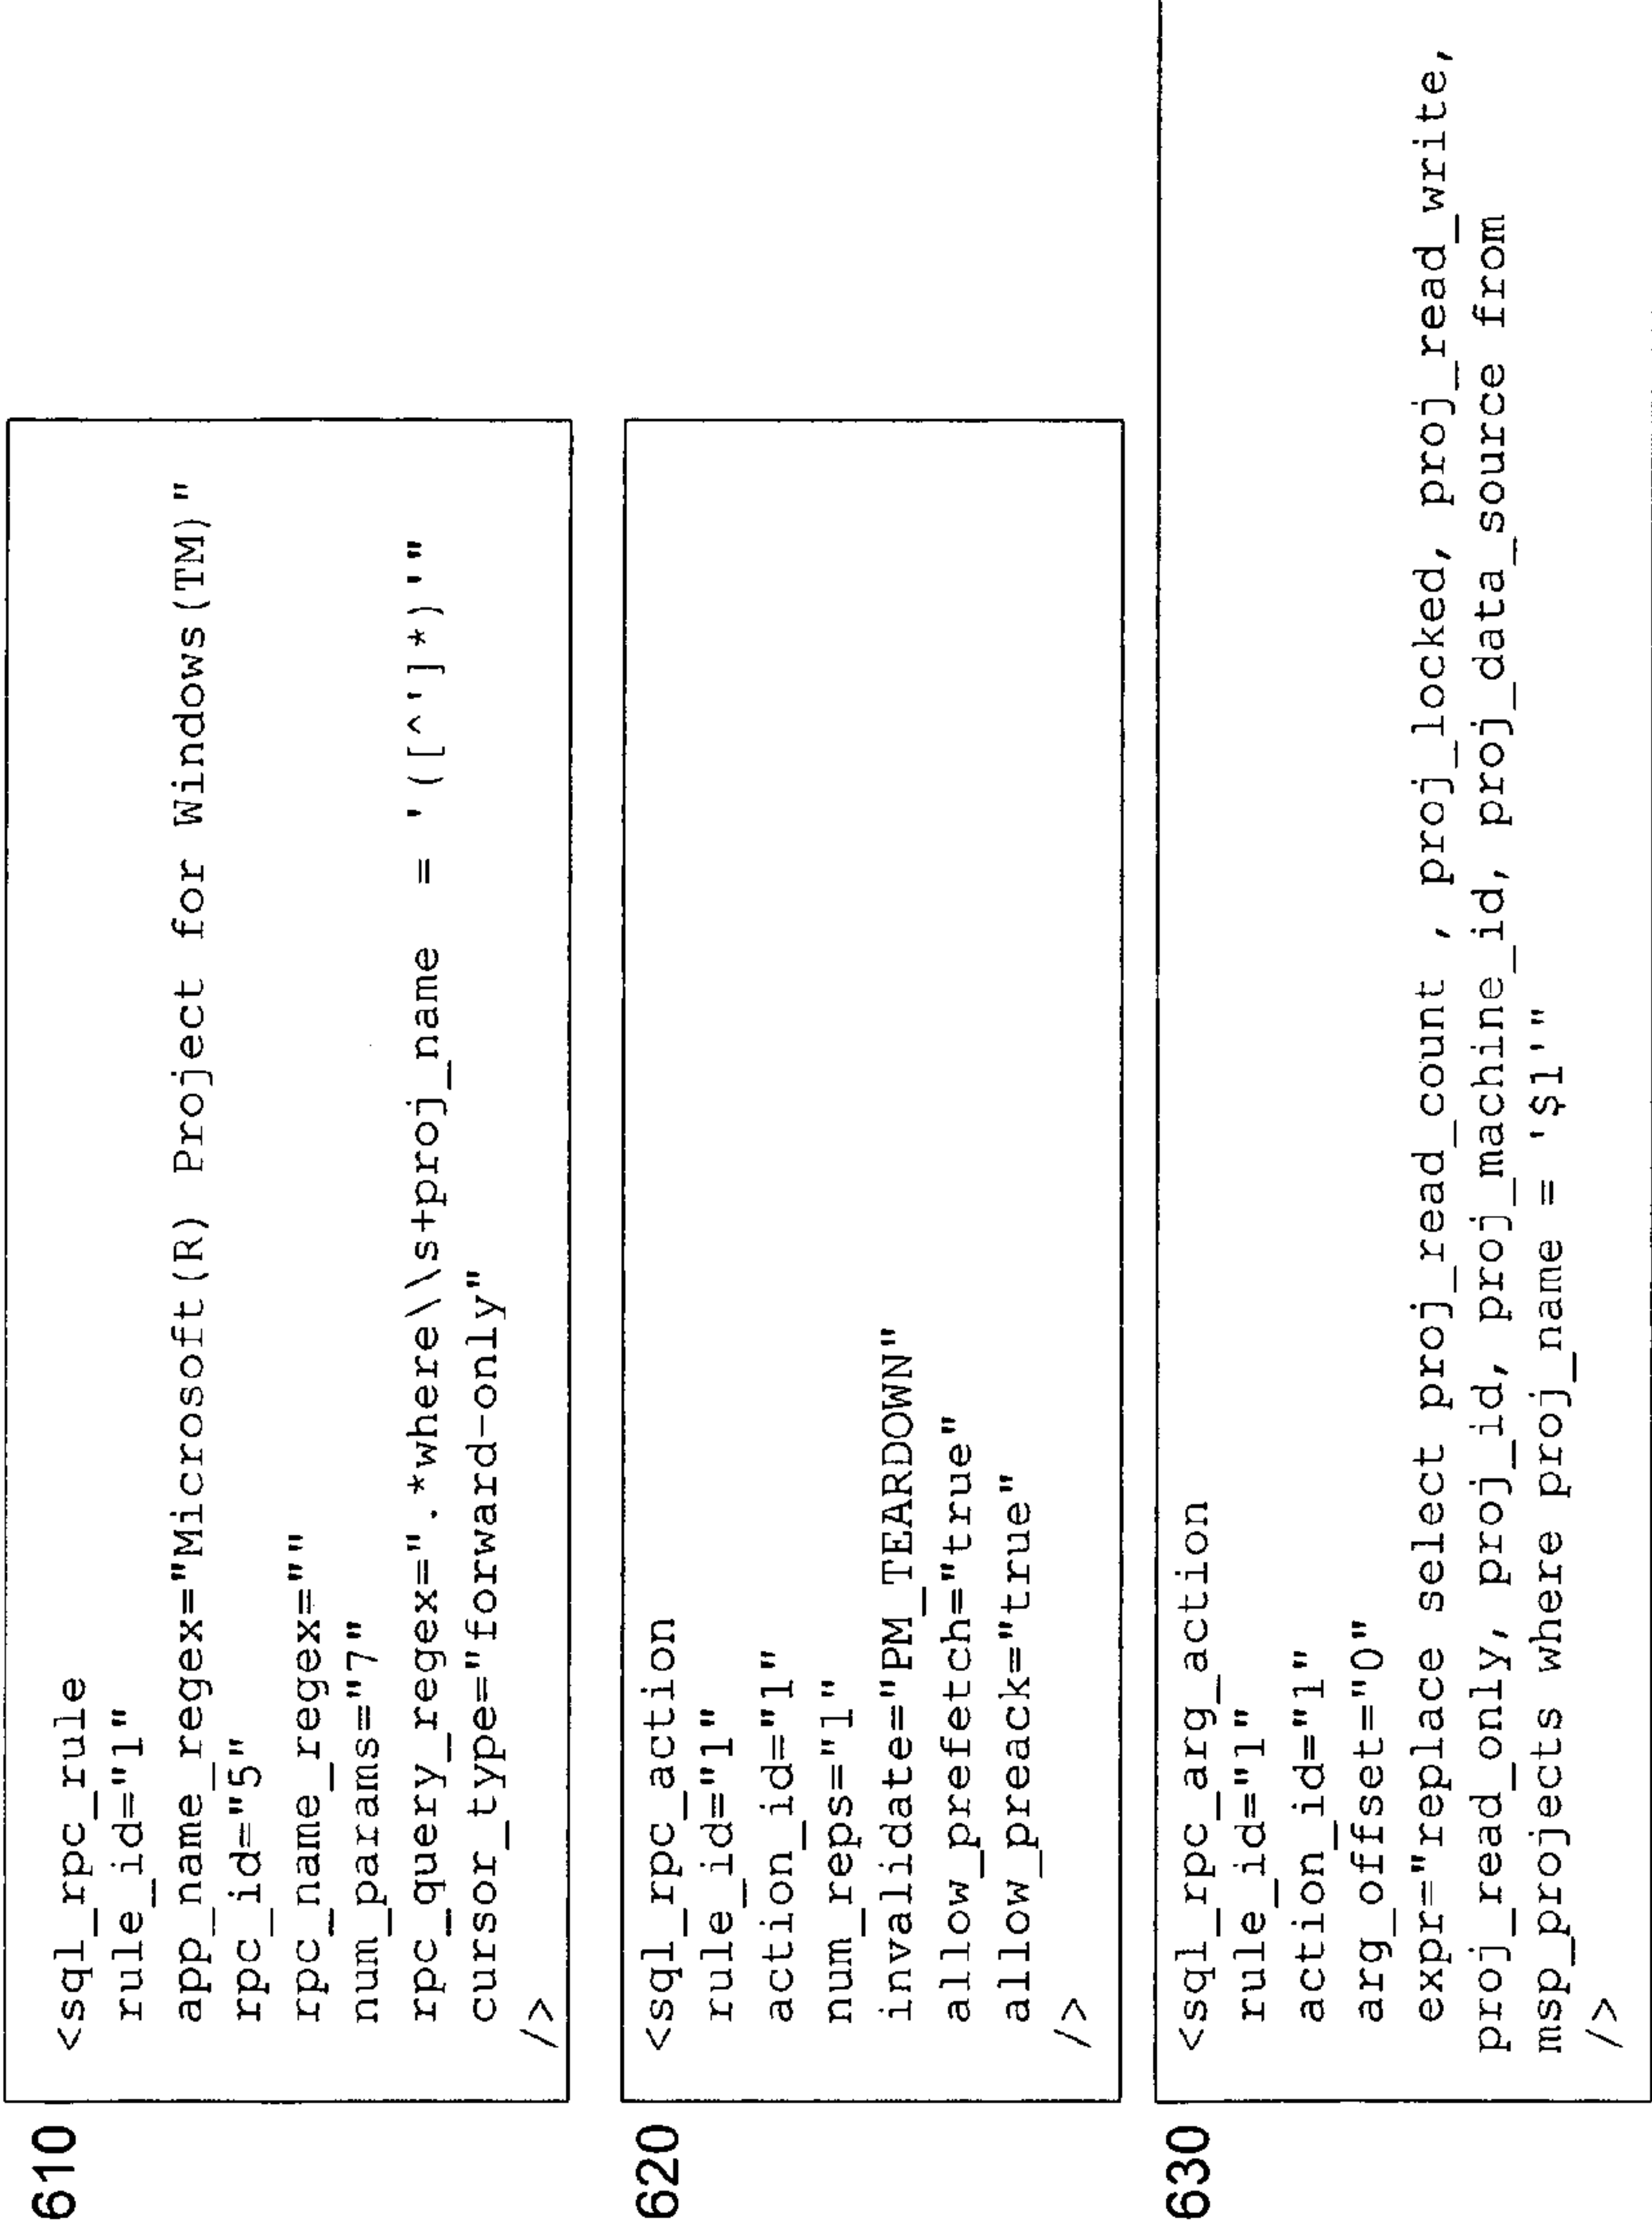 610
<sql_rpc_rule
rule_id="1"
app_name_regex="Microsoft(R) Project for Windows(TM)"
rpc_id="5"
rpc_name_regex=""
num_params="7"
rpc_query_regex=".*where\\s+proj_name = '([^']*)'"
cursor_type="forward-only"
/>
620
<sql_rpc_action
rule_id="1"
action_id="1"
num_reps="1"
invalidate="PM_TEARDOWN"
allow_prefetch="true"
allow_preack="true"
/>
630
<sql_rpc_arg_action
rule_id="1"
action_id="1"
arg_offset="0"
expr="replace select proj_read_count , proj_locked, proj_read_write,
proj_read_only, proj_id, proj_machine_id, proj_data_source from
msp_projects where proj_name = '$1'"
/>